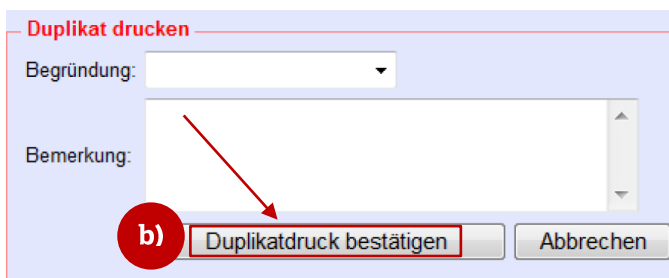 Duplikat drucken
Begründung:
Bemerkung:
b) Duplikatdruck bestätigen Abbrechen